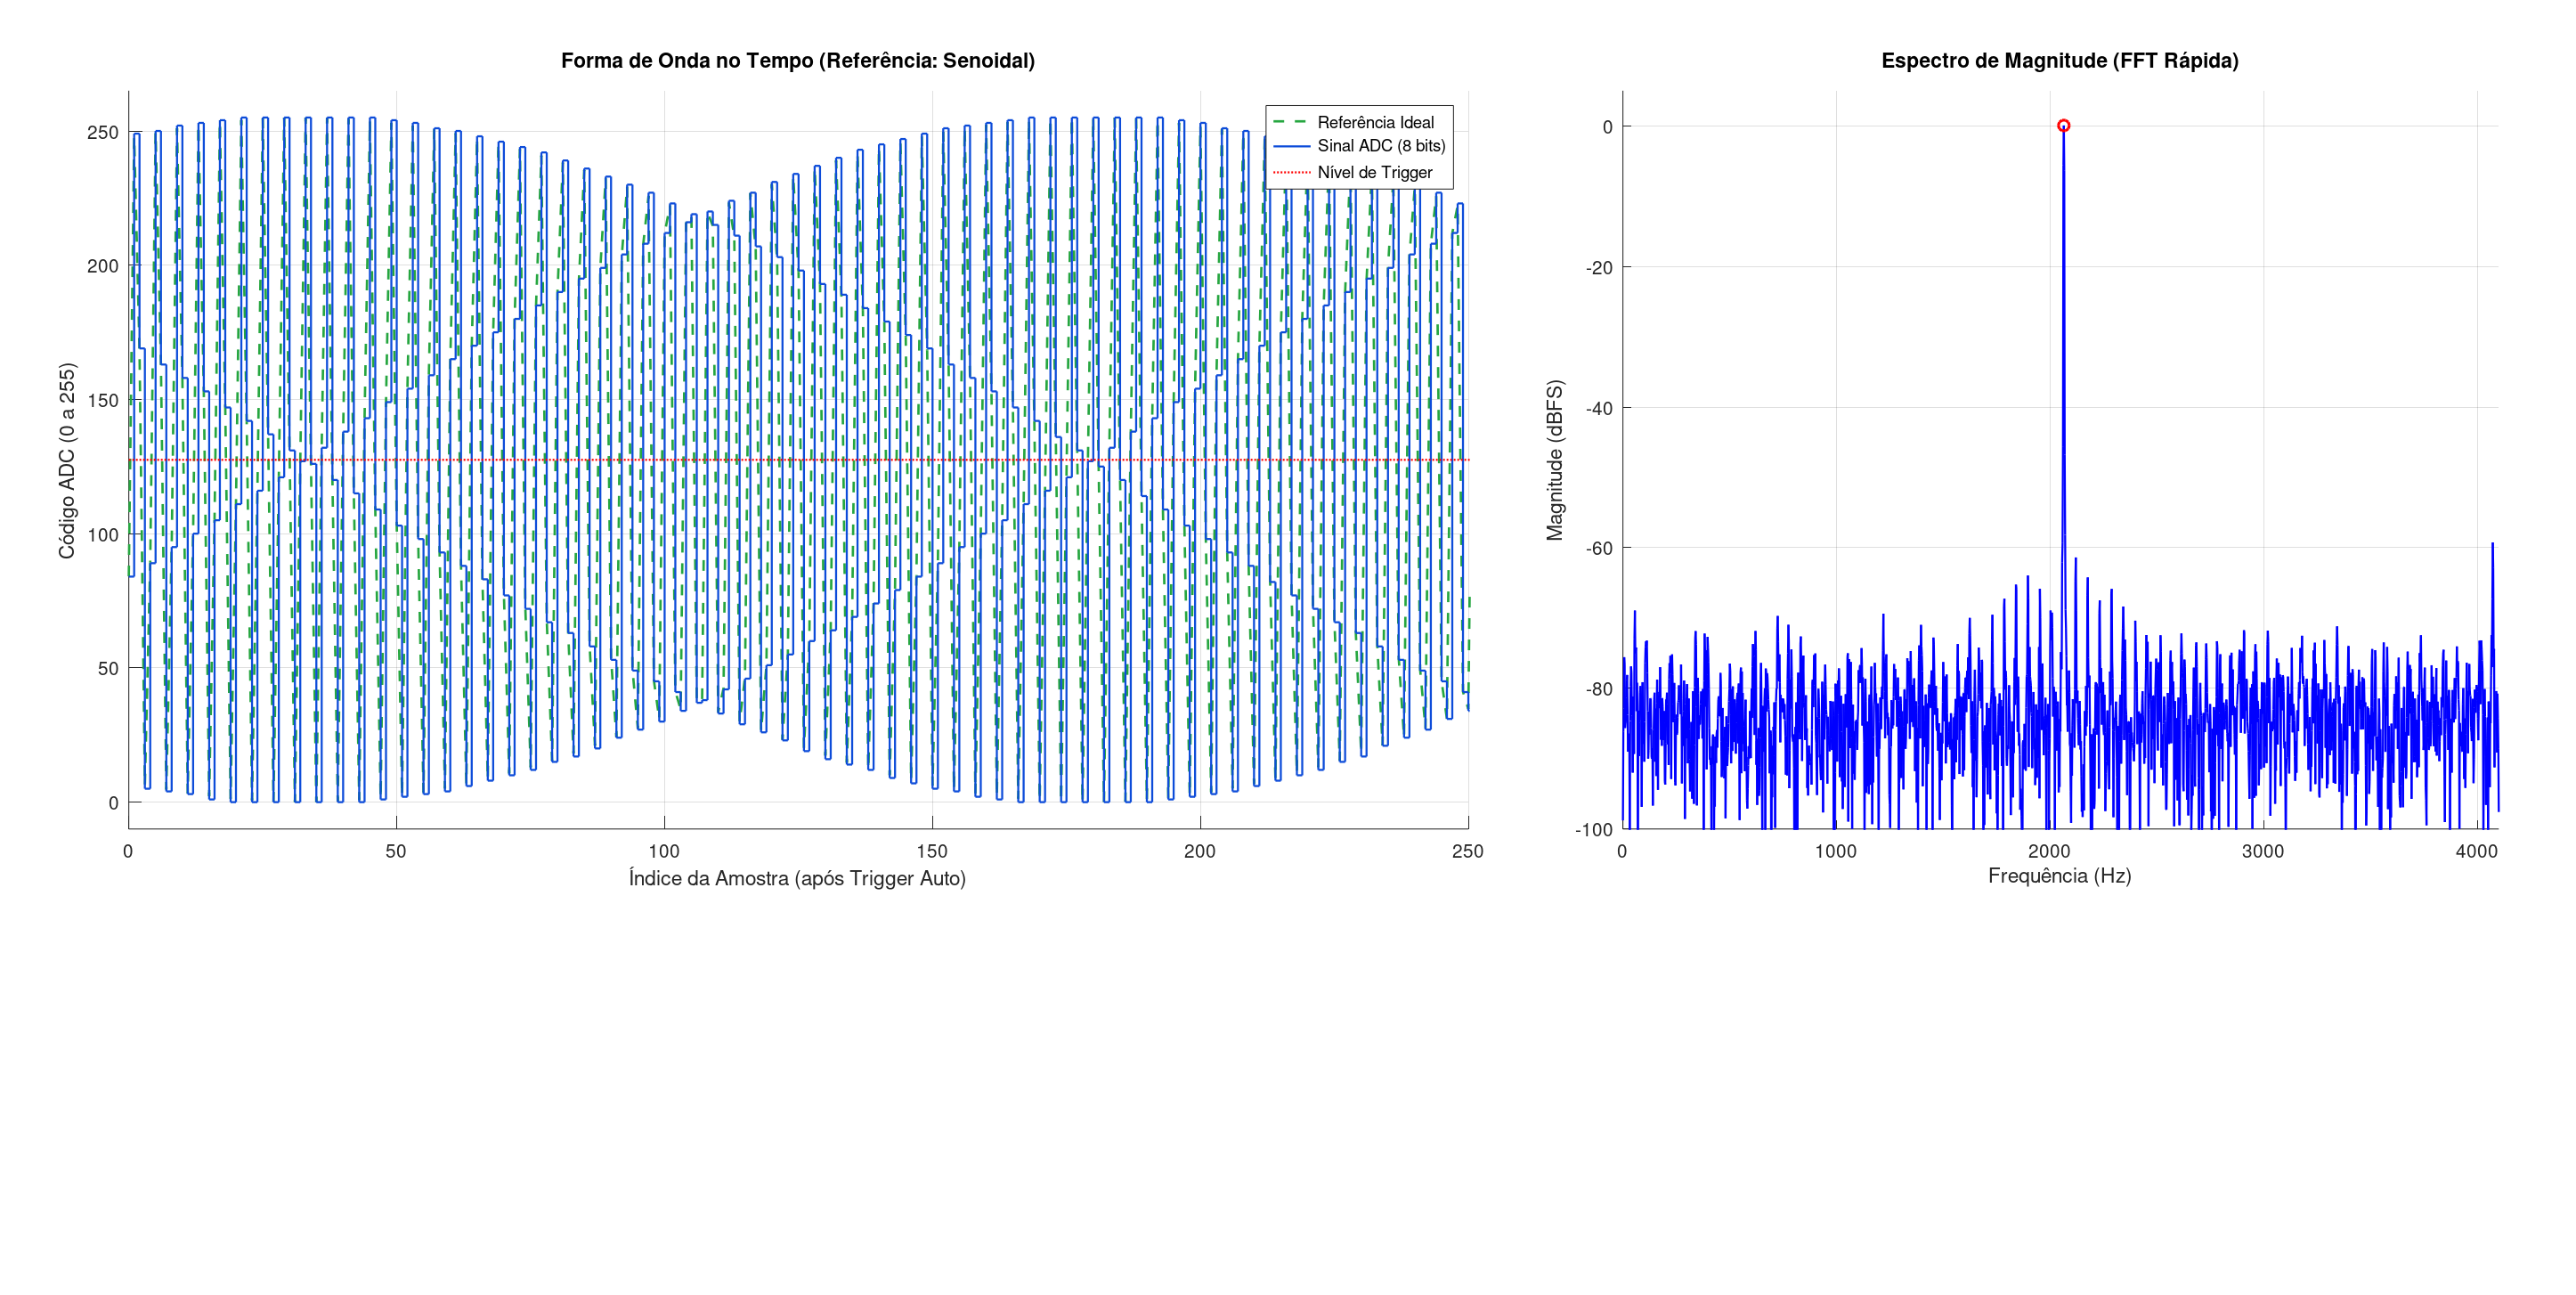 Forma de Onda no Tempo (Referência: Senoidal)
Referência Ideal
Sinal ADC (8 bits)
Nível de Trigger
Código ADC (0 a 255)
250
200
150
100
50
0
0 50 100 150 200 250
Índice da Amostra (após Trigger Auto)
Espectro de Magnitude (FFT Rápida)
Magnitude (dBFS)
0
-20
-40
-60
-80
-100
0 1000 2000 3000 4000
Frequência (Hz)